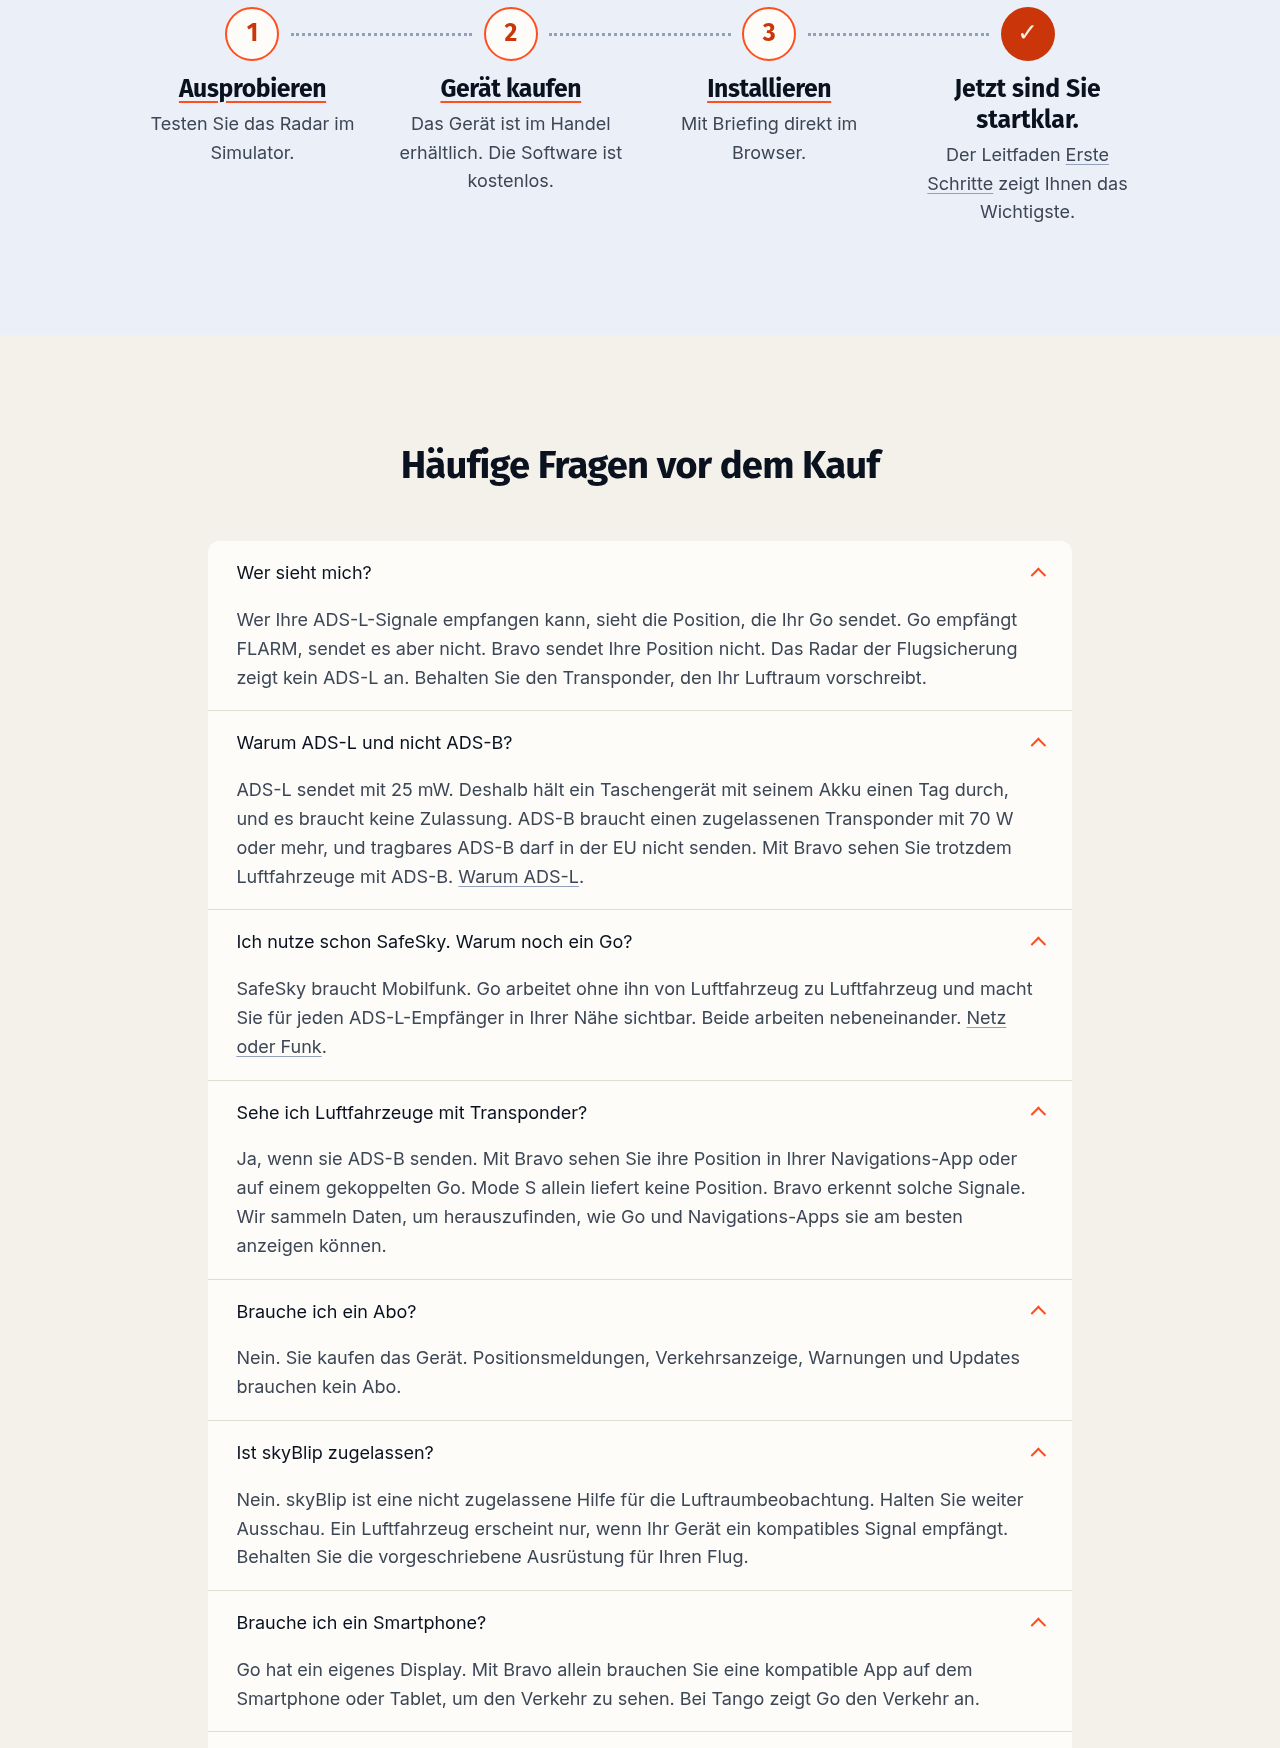 1
2
3
✓
Ausprobieren
Testen Sie das Radar im
Simulator.
Gerät kaufen
Das Gerät ist im Handel
erhältlich. Die Software ist
kostenlos.
Installieren
Mit Briefing direkt im
Browser.
Jetzt sind Sie
startklar.
Der Leitfaden Erste
Schritte zeigt Ihnen das
Wichtigste.
Häufige Fragen vor dem Kauf
Wer sieht mich?
Wer Ihre ADS-L-Signale empfangen kann, sieht die Position, die Ihr Go sendet. Go empfängt
FLARM, sendet es aber nicht. Bravo sendet Ihre Position nicht. Das Radar der Flugsicherung
zeigt kein ADS-L an. Behalten Sie den Transponder, den Ihr Luftraum vorschreibt.
Warum ADS-L und nicht ADS-B?
ADS-L sendet mit 25 mW. Deshalb hält ein Taschengerät mit seinem Akku einen Tag durch,
und es braucht keine Zulassung. ADS-B braucht einen zugelassenen Transponder mit 70 W
oder mehr, und tragbares ADS-B darf in der EU nicht senden. Mit Bravo sehen Sie trotzdem
Luftfahrzeuge mit ADS-B. Warum ADS-L.
Ich nutze schon SafeSky. Warum noch ein Go?
SafeSky braucht Mobilfunk. Go arbeitet ohne ihn von Luftfahrzeug zu Luftfahrzeug und macht
Sie für jeden ADS-L-Empfänger in Ihrer Nähe sichtbar. Beide arbeiten nebeneinander. Netz
oder Funk.
Sehe ich Luftfahrzeuge mit Transponder?
Ja, wenn sie ADS-B senden. Mit Bravo sehen Sie ihre Position in Ihrer Navigations-App oder
auf einem gekoppelten Go. Mode S allein liefert keine Position. Bravo erkennt solche Signale.
Wir sammeln Daten, um herauszufinden, wie Go und Navigations-Apps sie am besten
anzeigen können.
Brauche ich ein Abo?
Nein. Sie kaufen das Gerät. Positionsmeldungen, Verkehrsanzeige, Warnungen und Updates
brauchen kein Abo.
Ist skyBlip zugelassen?
Nein. skyBlip ist eine nicht zugelassene Hilfe für die Luftraumbeobachtung. Halten Sie weiter
Ausschau. Ein Luftfahrzeug erscheint nur, wenn Ihr Gerät ein kompatibles Signal empfängt.
Behalten Sie die vorgeschriebene Ausrüstung für Ihren Flug.
Brauche ich ein Smartphone?
Go hat ein eigenes Display. Mit Bravo allein brauchen Sie eine kompatible App auf dem
Smartphone oder Tablet, um den Verkehr zu sehen. Bei Tango zeigt Go den Verkehr an.